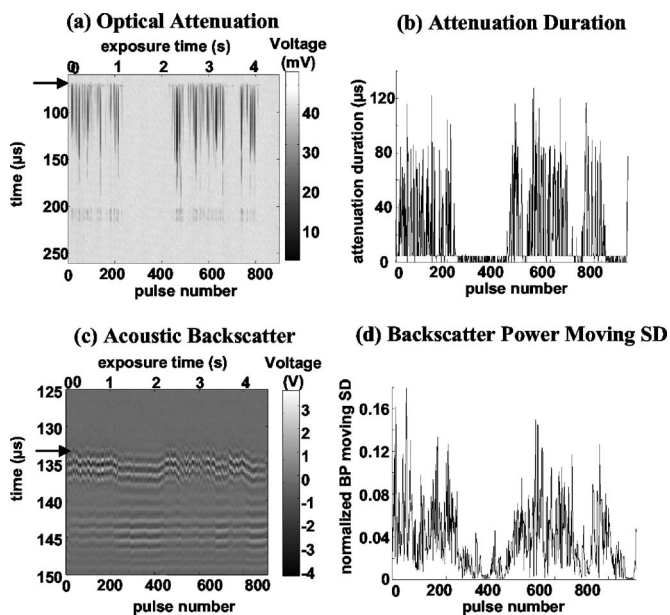 (a) Optical Attenuation
exposure time (s)
Voltage
(mV)
0 0 1 2 3 4
40
30
20
10
time (µs)
100
150
200
250
0 200 400 600 800
pulse number
(b) Attenuation Duration
attenuation duration (µs)
120
80
40
0
0 200 400 600 800
pulse number
(c) Acoustic Backscatter
exposure time (s)
Voltage
(V)
00 1 2 3 4
3
2
1
0
-1
-2
-3
-4
time (µs)
125
130
135
140
145
150
0 200 400 600 800
pulse number
(d) Backscatter Power Moving SD
normalized BP moving SD
0.16
0.12
0.08
0.04
0
0 200 400 600 800
pulse number